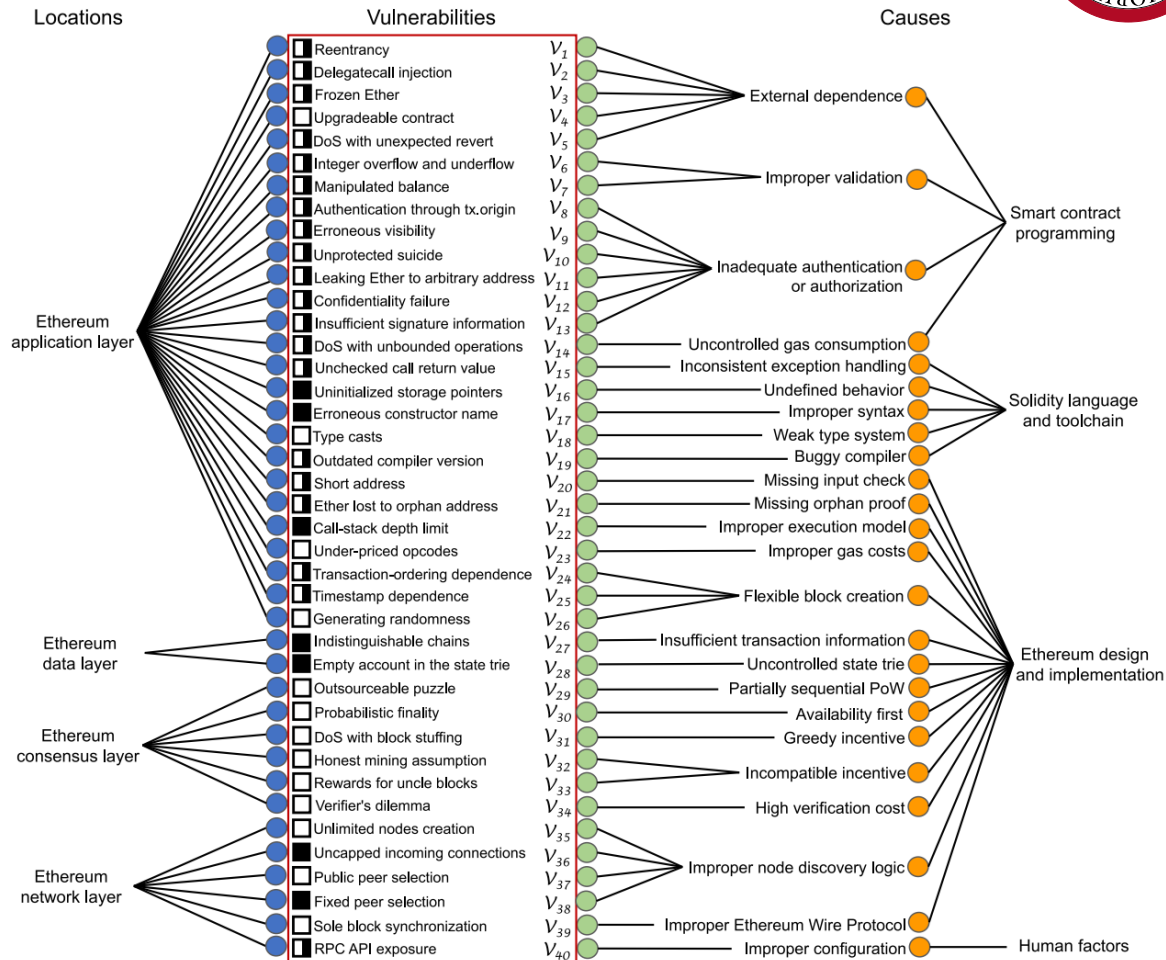 Locations
Vulnerabilities
Causes
Reentrancy
Delegatecall injection
Frozen Ether
Upgradeable contract
DoS with unexpected revert
Integer overflow and underflow
Manipulated balance
Authentication through tx.origin
Erroneous visibility
Unprotected suicide
Leaking Ether to arbitrary address
Confidentiality failure
Insufficient signature information
DoS with unbounded operations
Unchecked call return value
Uninitialized storage pointers
Erroneous constructor name
Type casts
Outdated compiler version
Short address
Ether lost to orphan address
Call-stack depth limit
Under-priced opcodes
Transaction-ordering dependence
Timestamp dependence
Generating randomness
Indistinguishable chains
Empty account in the state trie
Outsourceable puzzle
Probabilistic finality
DoS with block stuffing
Honest mining assumption
Rewards for uncle blocks
Verifier's dilemma
Unlimited nodes creation
Uncapped incoming connections
Public peer selection
Fixed peer selection
Sole block synchronization
RPC API exposure
V1
V2
V3
V4
V5
V6
V7
V8
V9
V10
V11
V12
V13
V14
V15
V16
V17
V18
V19
V20
V21
V22
V23
V24
V25
V26
V27
V28
V29
V30
V31
V32
V33
V34
V35
V36
V37
V38
V39
V40
Ethereum
application layer
Ethereum
data layer
Ethereum
consensus layer
Ethereum
network layer
External dependence
Improper validation
Inadequate authentication
or authorization
Uncontrolled gas consumption
Inconsistent exception handling
Undefined behavior
Improper syntax
Weak type system
Buggy compiler
Missing input check
Missing orphan proof
Improper execution model
Improper gas costs
Flexible block creation
Insufficient transaction information
Uncontrolled state trie
Partially sequential PoW
Availability first
Greedy incentive
Incompatible incentive
High verification cost
Improper node discovery logic
Improper Ethereum Wire Protocol
Improper configuration
Smart contract
programming
Solidity language
and toolchain
Ethereum design
and implementation
Human factors